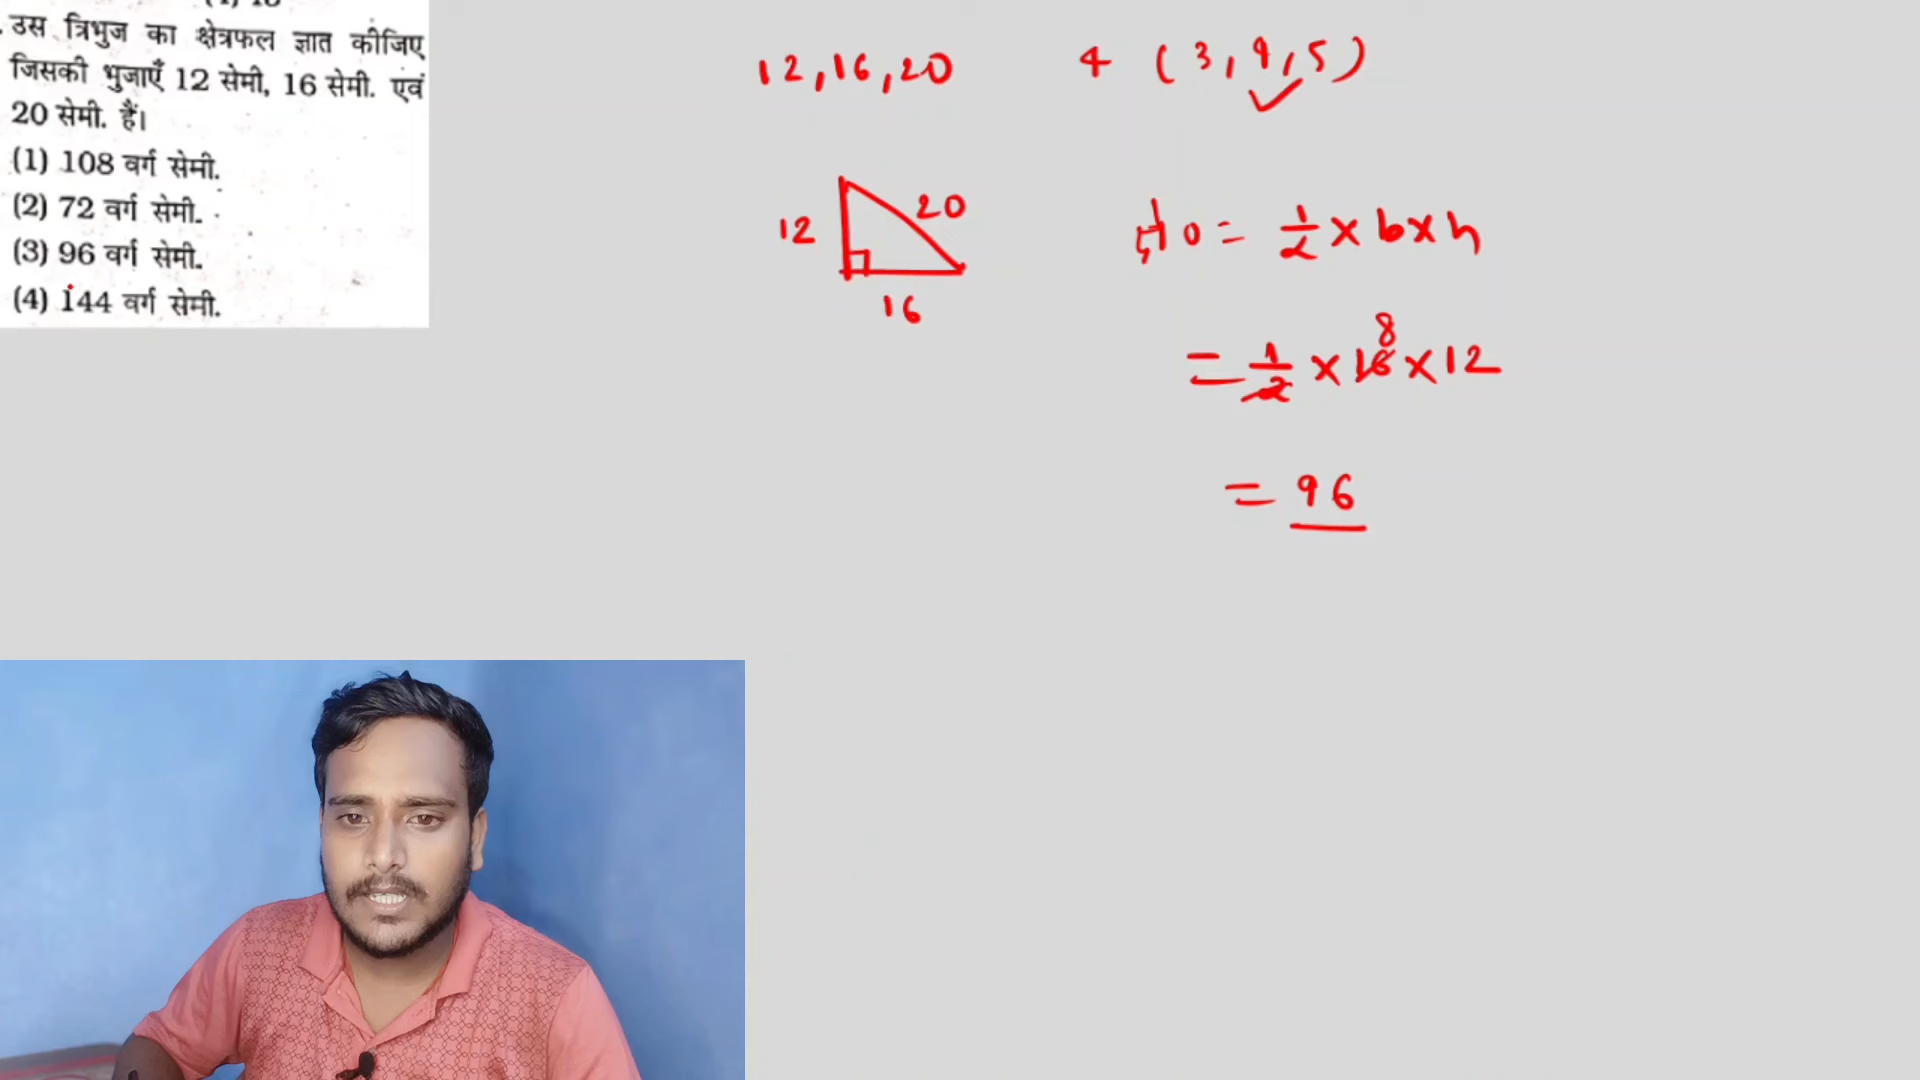 उस त्रिभुज का क्षेत्रफल ज्ञात कीजिए
जिसकी भुजाएँ 12 सेमी, 16 सेमी. एवं
20 सेमी. हैं।
(1) 108 वर्ग सेमी.
(2) 72 वर्ग सेमी.
(3) 96 वर्ग सेमी.
(4) 144 वर्ग सेमी.
12, 16, 20
4 (3, 4, 5)
12
20
16
= 1/2 × b × h
= 1/2 × 16 × 12
8
= 96